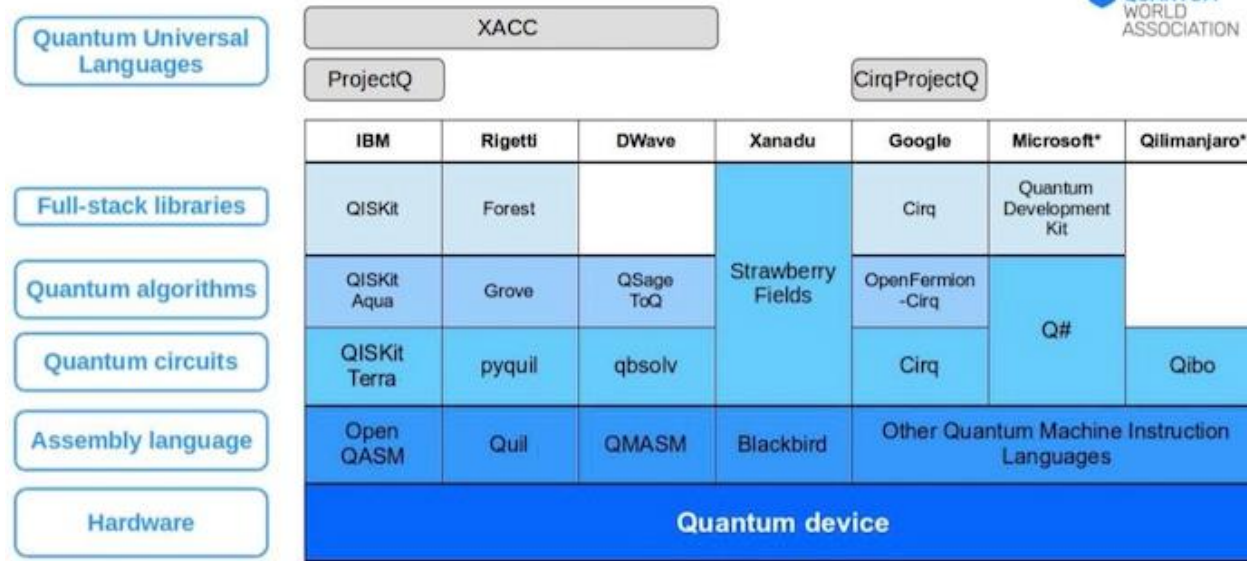 QUANTUM
WORLD
ASSOCIATION
Quantum Universal
Languages
XACC
ProjectQ
CirqProjectQ
IBM
Rigetti
DWave
Xanadu
Google
Microsoft*
Qilimanjaro*
Full-stack libraries
QISKit
Forest
Cirq
Quantum
Development
Kit
Strawberry
Fields
Quantum algorithms
QISKit
Aqua
Grove
QSage
ToQ
OpenFermion
-Cirq
Q#
Quantum circuits
QISKit
Terra
pyquil
qbsolv
Cirq
Qibo
Assembly language
Open
QASM
Quil
QMASM
Blackbird
Other Quantum Machine Instruction
Languages
Hardware
Quantum device